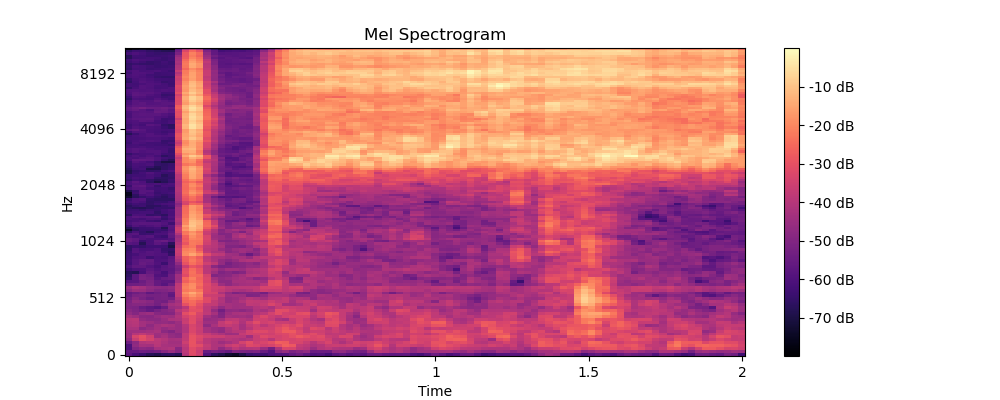 Mel Spectrogram
Hz
8192
4096
2048
1024
512
0
0 0.5 1 1.5 2
Time
-10 dB
-20 dB
-30 dB
-40 dB
-50 dB
-60 dB
-70 dB